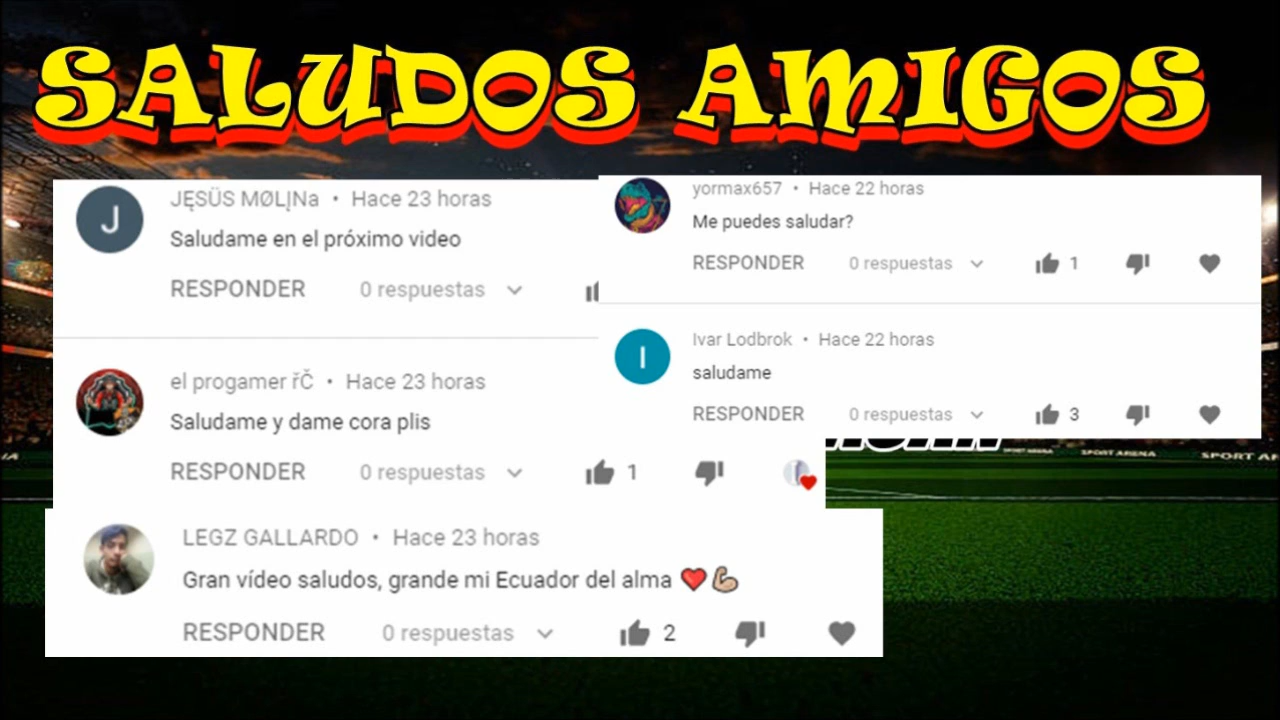 SALUDOS AMIGOS
JĘSÜS MØLĮNa • Hace 23 horas
Saludame en el próximo video
RESPONDER 0 respuestas
el progamer řČ • Hace 23 horas
Saludame y dame cora plis
RESPONDER 0 respuestas 1
LEGZ GALLARDO • Hace 23 horas
Gran vídeo saludos, grande mi Ecuador del alma ❤️💪🏼
RESPONDER 0 respuestas 2
yormax657 • Hace 22 horas
Me puedes saludar?
RESPONDER 0 respuestas 1
Ivar Lodbrok • Hace 22 horas
saludame
RESPONDER 0 respuestas 3
SPORT ARENA
SPORT AR